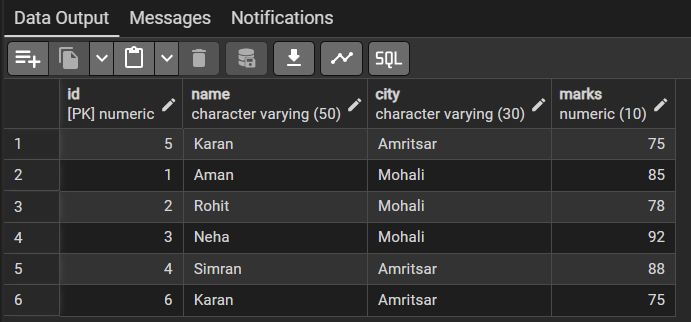 Data Output Messages Notifications
SQL
id name city marks
[PK] numeric character varying (50) character varying (30) numeric (10)
1 5 Karan Amritsar 75
2 1 Aman Mohali 85
3 2 Rohit Mohali 78
4 3 Neha Mohali 92
5 4 Simran Amritsar 88
6 6 Karan Amritsar 75